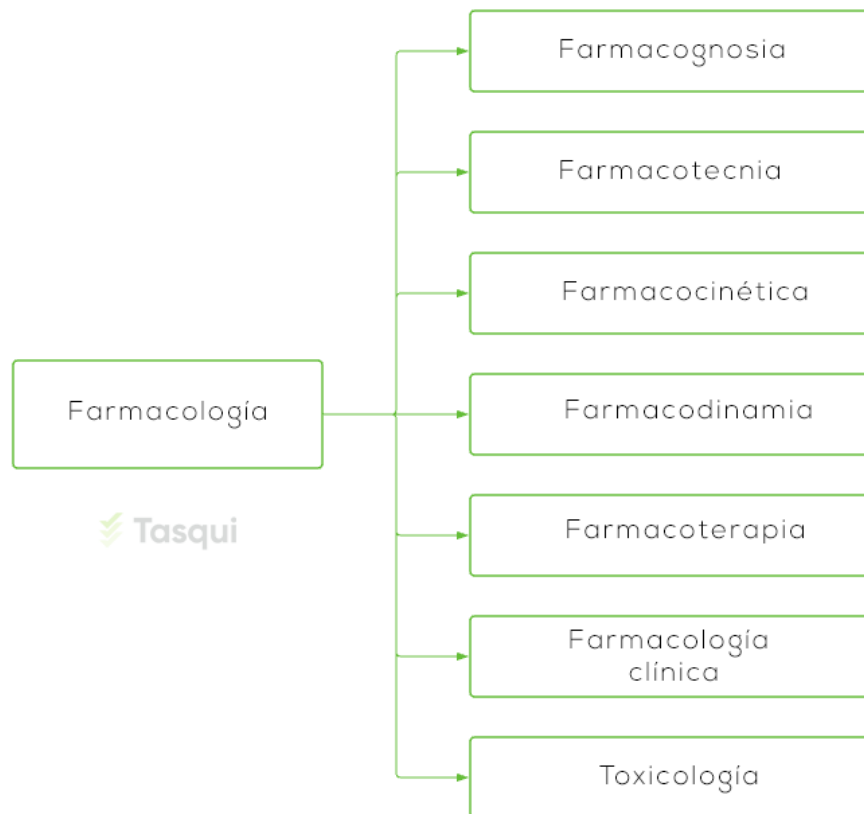 Farmacología
Tasqui
Farmacognosia
Farmacotecnia
Farmacocinética
Farmacodinamia
Farmacoterapia
Farmacología
clínica
Toxicología